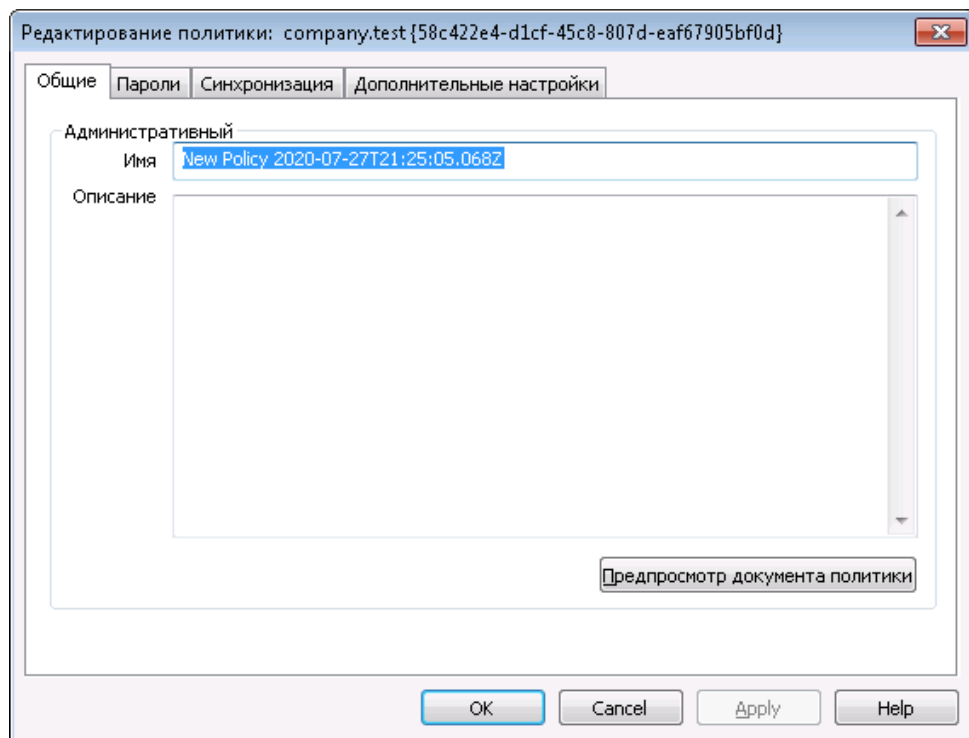 Редактирование политики: company.test {58c422e4-d1cf-45c8-807d-eaf67905bf0d}
Общие Пароли Синхронизация Дополнительные настройки
Административный
Имя New Policy 2020-07-27T21:25:05.068Z
Описание
Предпросмотр документа политики
OK Cancel Apply Help